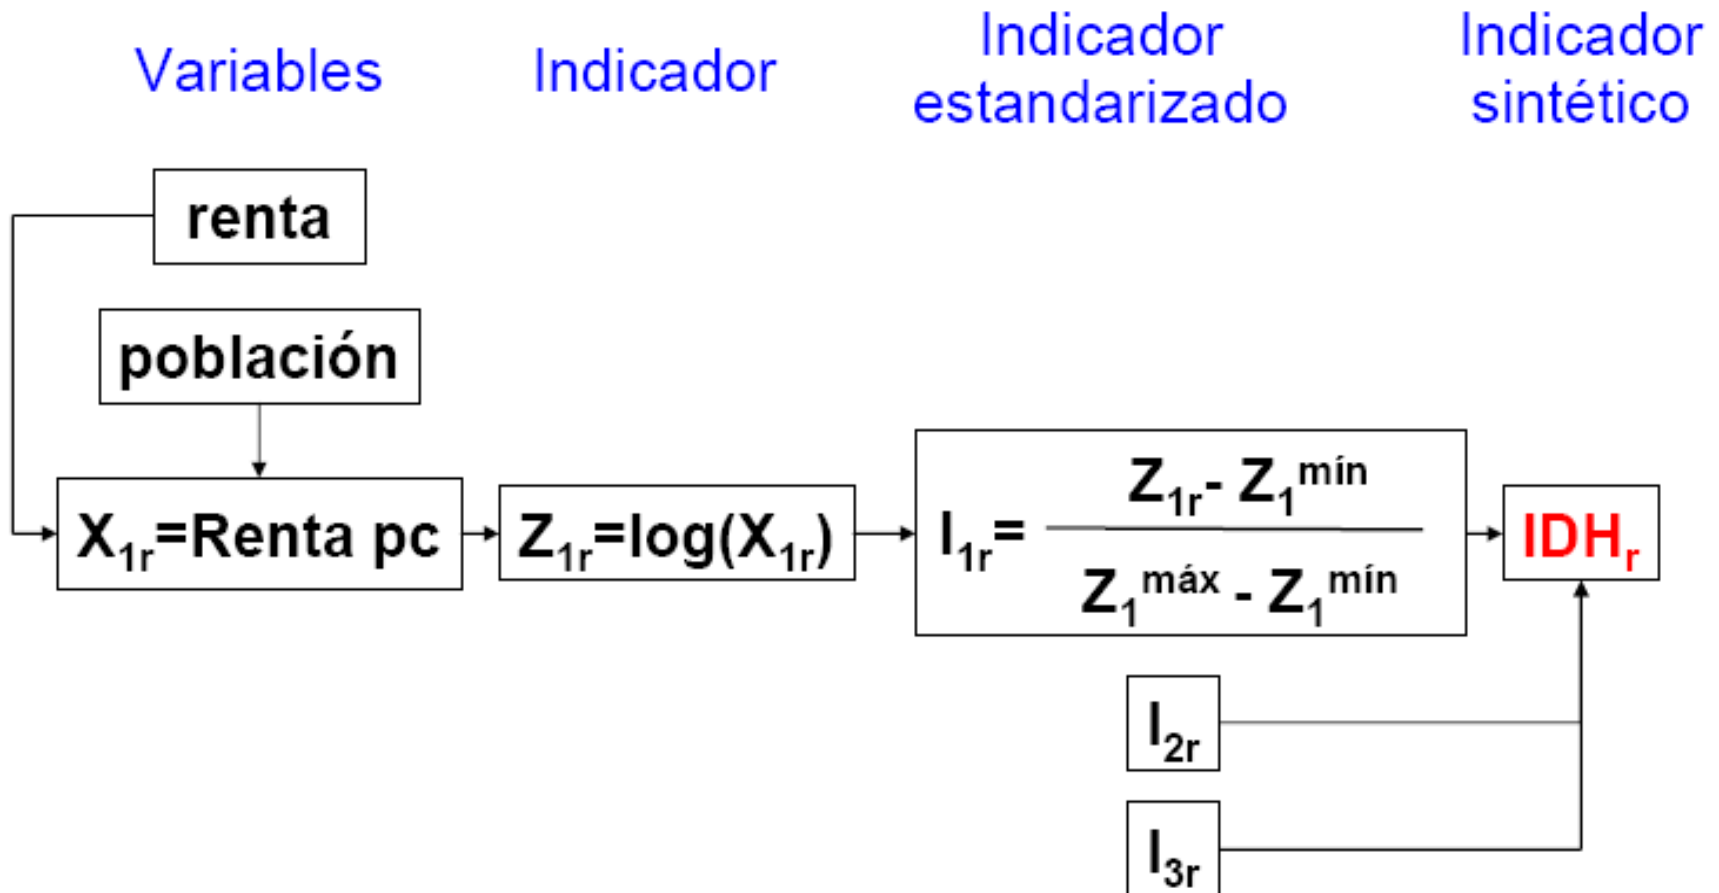 Variables
Indicador
Indicador
estandarizado
Indicador
sintético
renta
población
X₁ᵣ=Renta pc
Z₁ᵣ=log(X₁ᵣ)
I₁ᵣ=
Z₁ᵣ- Z₁ᵐíⁿ
Z₁ᵐáˣ - Z₁ᵐíⁿ
IDHᵣ
I₂ᵣ
I₃ᵣ